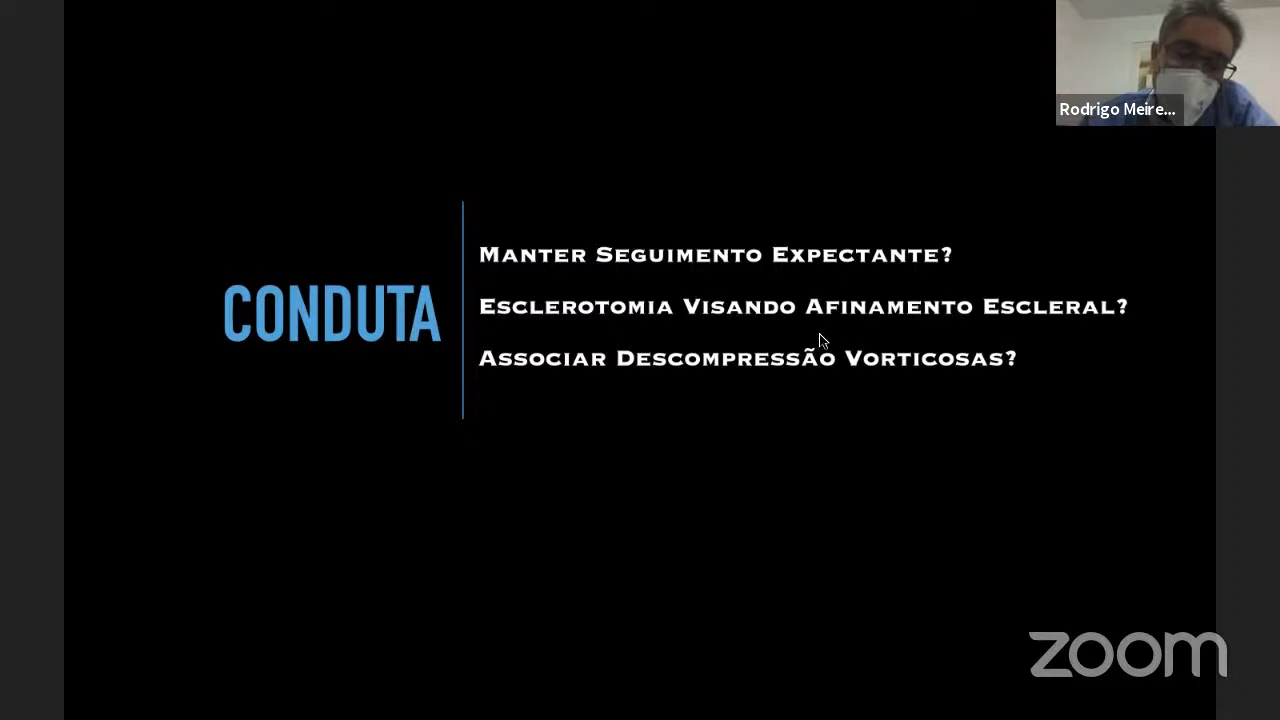 Rodrigo Meire...
Manter Seguimento Expectante?
Esclerotomia Visando Afinamento Escleral?
CONDUTA
Associar Descompressão Vorticosas?
zoom